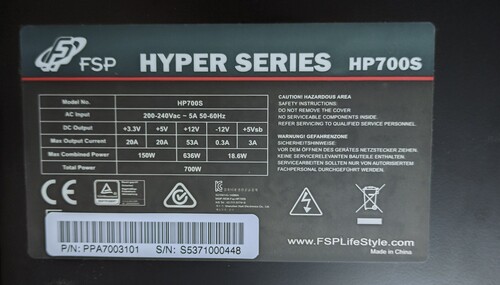 FSP HYPER SERIES HP700S
Model No. HP700S
AC Input 200-240Vac ~ 5A 50-60Hz
DC Output +3.3V +5V +12V -12V +5Vsb
Max Output Current 20A 20A 53A 0.3A 3A
Max Combined Power 150W 636W 18.6W
Total Power 700W
CAUTION! HAZARDOUS AREA
SAFETY INSTRUCTIONS:
DO NOT REMOVE THE COVER
NO SERVICEABLE COMPONENTS INSIDE.
REFER SERVICING TO QUALIFIED SERVICE PERSONNEL.
WARNUNG! GEFAHRENZONE
VOR DEM ÖFFNEN DES GERÄTES NETZSTECKER ZIEHEN.
KEINE VERBRAUCHERRELEVANTEN BAUTEILE ENTHALTEN.
SERVICEARBEITEN SOLLTEN NUR VON AUTORISIERTEM
FACHPERSONAL DURCHGEFÜHRT WERDEN.
P/N: PPA7003101 S/N: S5371000448
www.FSPLifeStyle.com
Made in China